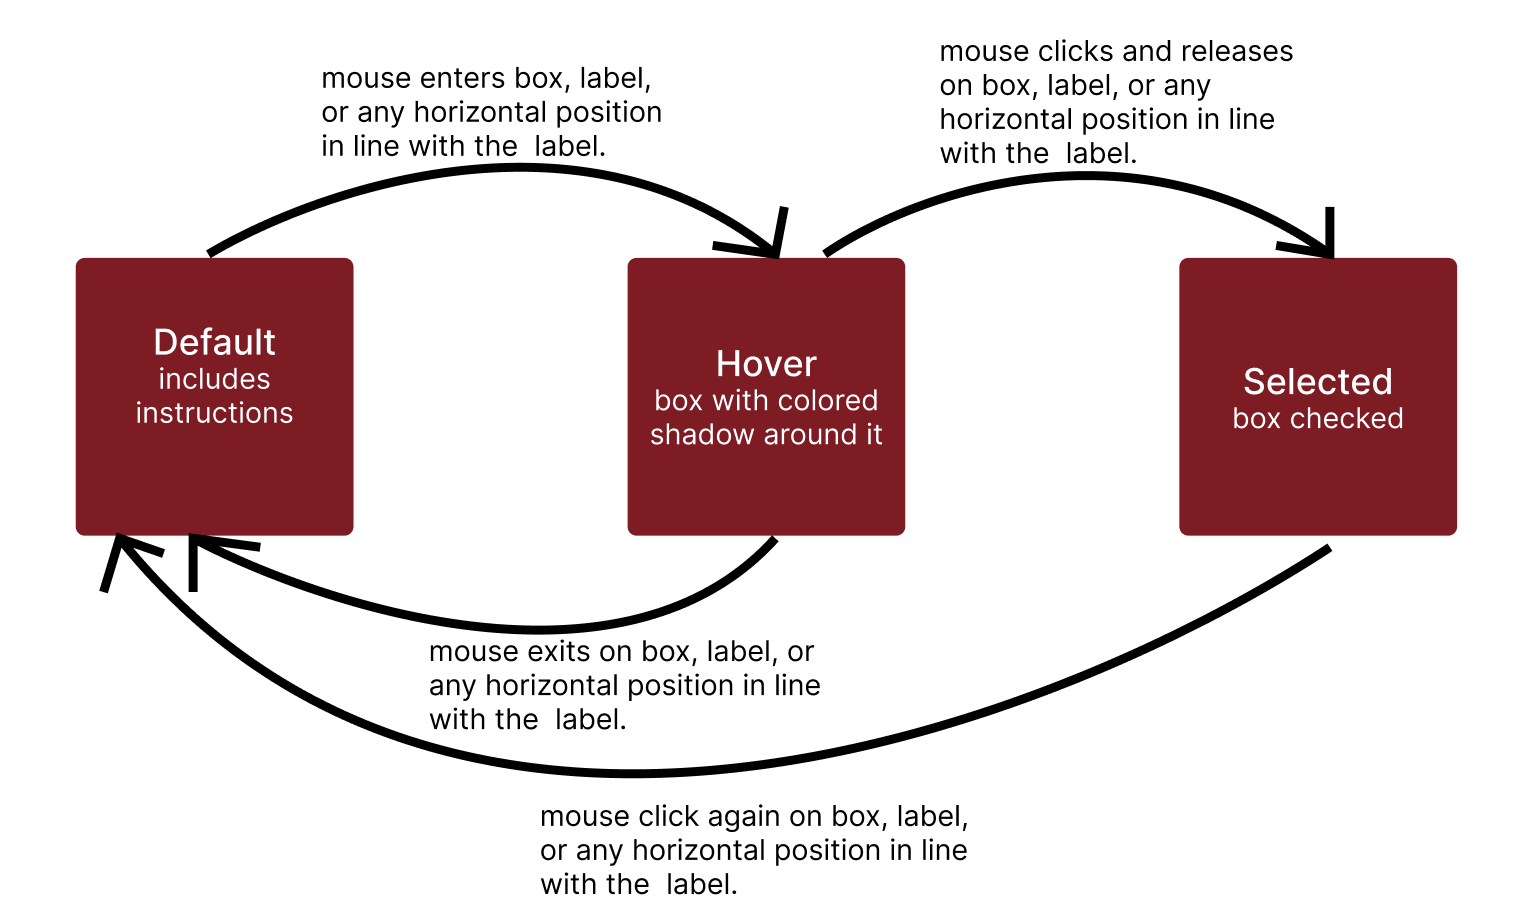 mouse enters box, label,
or any horizontal position
in line with the  label.
mouse clicks and releases
on box, label, or any
horizontal position in line
with the  label.
Default
includes
instructions
Hover
box with colored
shadow around it
Selected
box checked
mouse exits on box, label, or
any horizontal position in line
with the  label.
mouse click again on box, label,
or any horizontal position in line
with the  label.